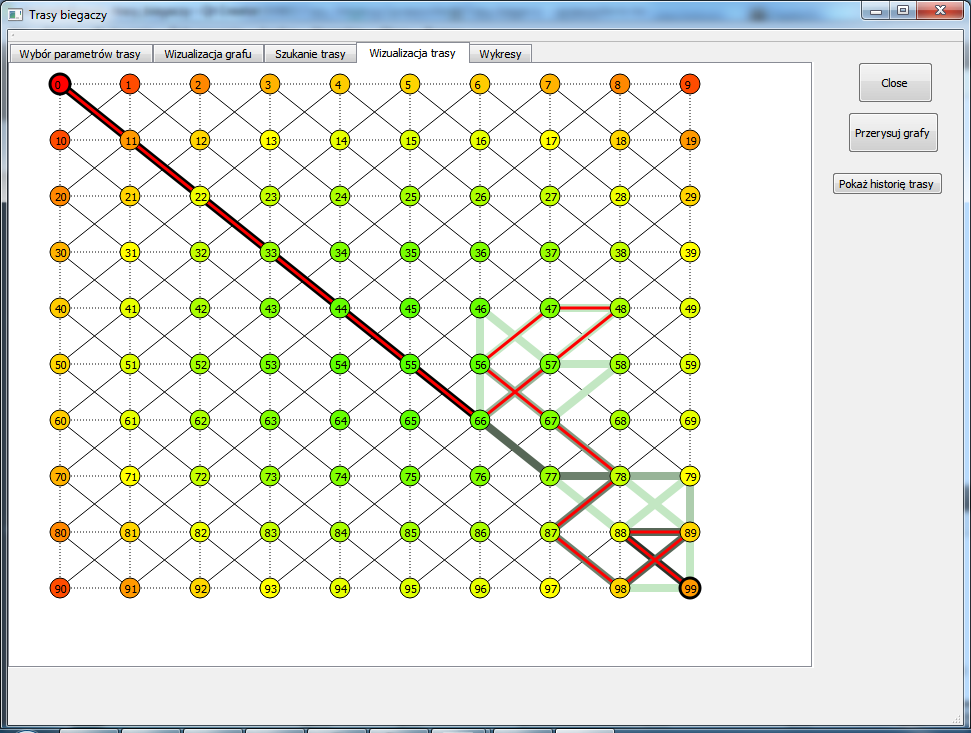 Trasy biegaczy
Wybór parametrów trasy Wizualizacja grafu Szukanie trasy Wizualizacja trasy Wykresy
0 1 2 3 4 5 6 7 8 9
Close
10 11 12 13 14 15 16 17 18 19
Przerysuj grafy
20 21 22 23 24 25 26 27 28 29
Pokaż historię trasy
30 31 32 33 34 35 36 37 38 39
40 41 42 43 44 45 46 47 48 49
50 51 52 53 54 55 56 57 58 59
60 61 62 63 64 65 66 67 68 69
70 71 72 73 74 75 76 77 78 79
80 81 82 83 84 85 86 87 88 89
90 91 92 93 94 95 96 97 98 99